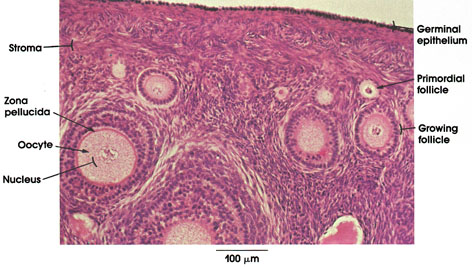 Germinal
epithelium
Stroma
Primordial
follicle
Zona
pellucida
Growing
follicle
Oocyte
Nucleus
100 μm